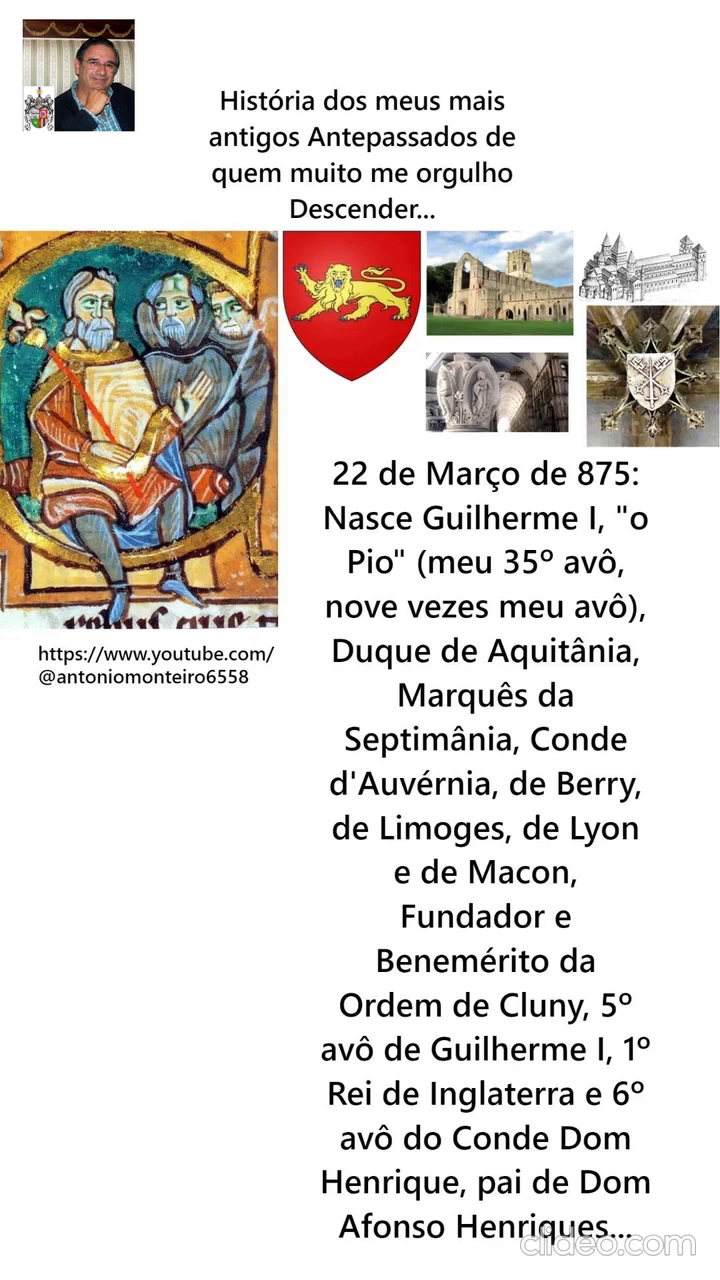 História dos meus mais
antigos Antepassados de
quem muito me orgulho
Descender...
https://www.youtube.com/
@antoniomonteiro6558
22 de Março de 875:
Nasce Guilherme I, "o
Pio" (meu 35º avô,
nove vezes meu avô),
Duque de Aquitânia,
Marquês da
Septimânia, Conde
d'Auvérnia, de Berry,
de Limoges, de Lyon
e de Macon,
Fundador e
Benemérito da
Ordem de Cluny, 5º
avô de Guilherme I, 1º
Rei de Inglaterra e 6º
avô do Conde Dom
Henrique, pai de Dom
Afonso Henriques...
clideo.com